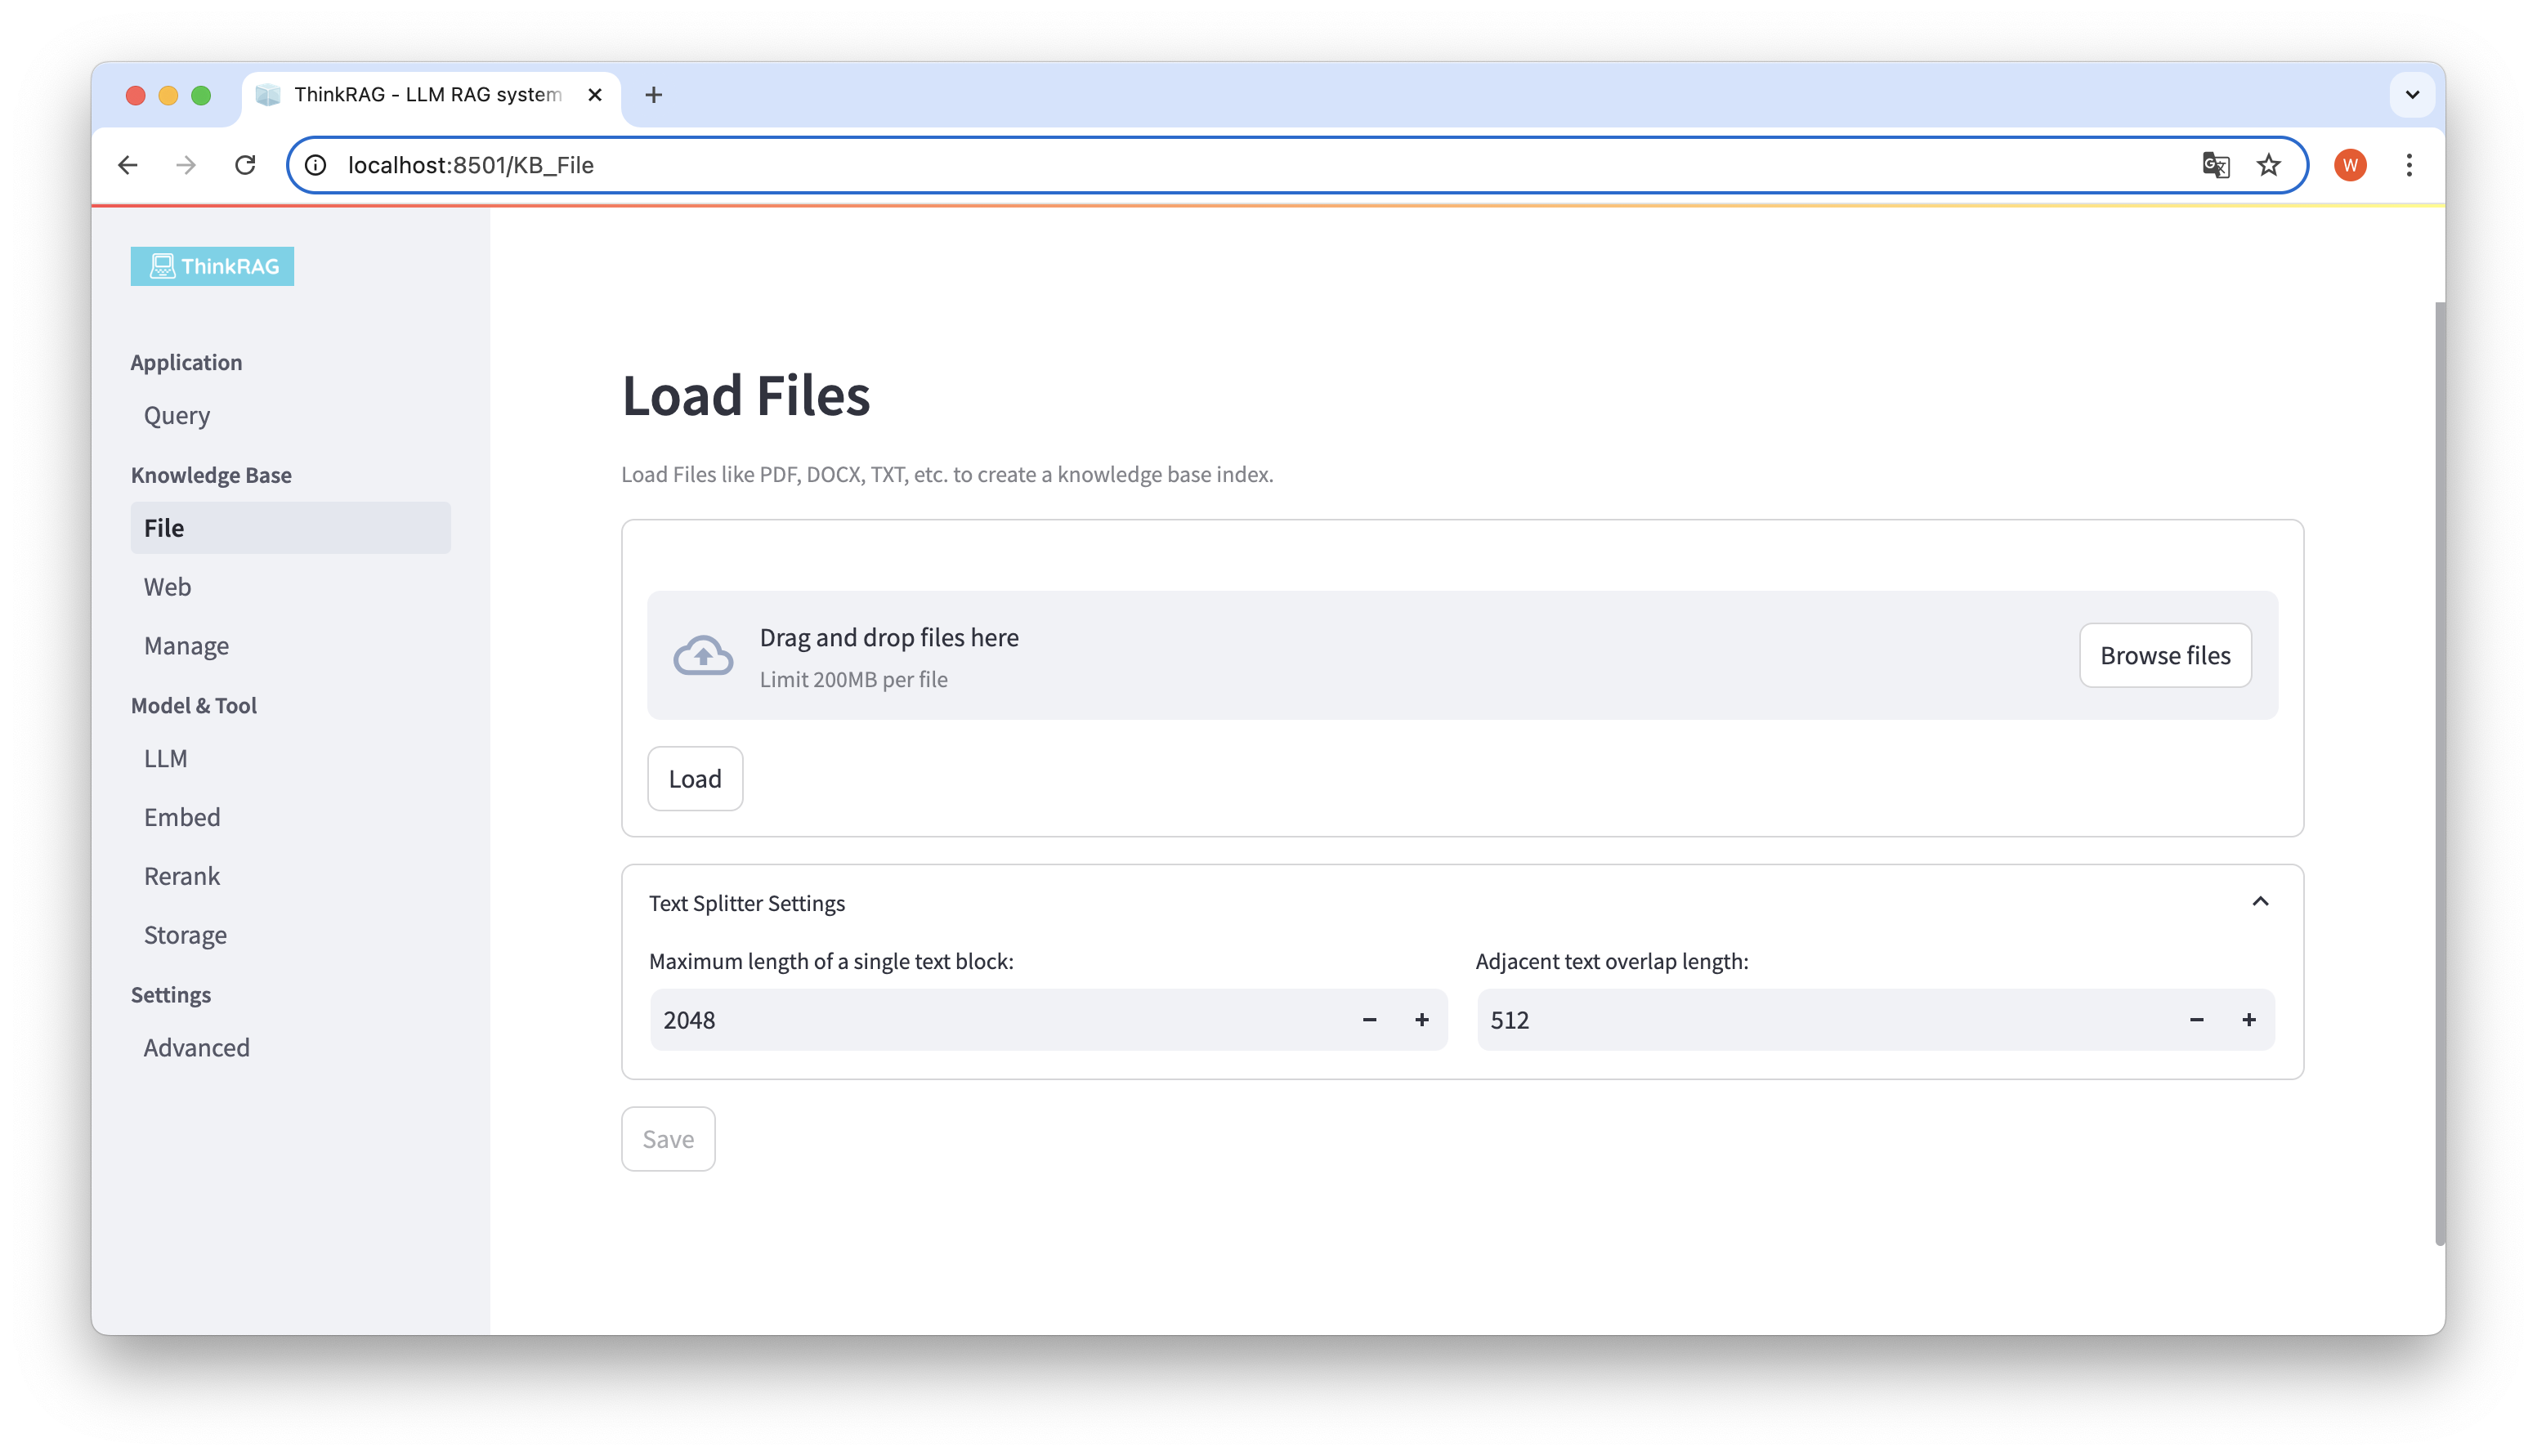 ThinkRAG - LLM RAG system
localhost:8501/KB_File
W
ThinkRAG
Application
Query
Knowledge Base
File
Web
Manage
Model & Tool
LLM
Embed
Rerank
Storage
Settings
Advanced
Load Files
Load Files like PDF, DOCX, TXT, etc. to create a knowledge base index.
Drag and drop files here
Limit 200MB per file
Browse files
Load
Text Splitter Settings
Maximum length of a single text block:
2048
Adjacent text overlap length:
512
Save